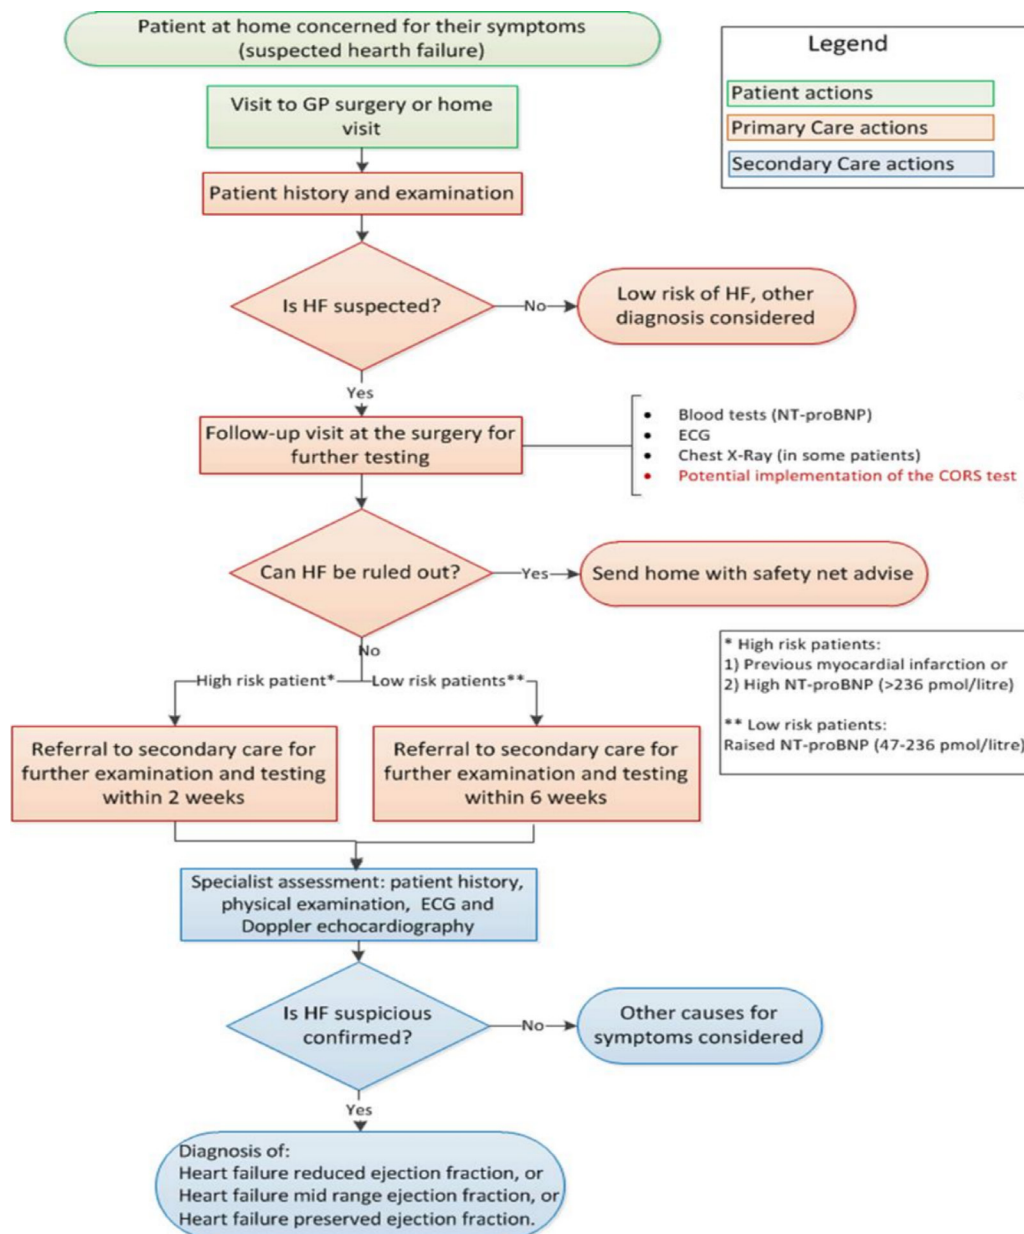 Patient at home concerned for their symptoms
(suspected hearth failure)
Legend
Patient actions
Primary Care actions
Secondary Care actions
Visit to GP surgery or home
visit
Patient history and examination
Is HF suspected?
No
Low risk of HF, other
diagnosis considered
Yes
Follow-up visit at the surgery for
further testing
• Blood tests (NT-proBNP)
• ECG
• Chest X-Ray (in some patients)
• Potential implementation of the CORS test
Can HF be ruled out?
Yes
Send home with safety net advise
No
High risk patient*
Low risk patients**
* High risk patients:
1) Previous myocardial infarction or
2) High NT-proBNP (>236 pmol/litre)
** Low risk patients:
Raised NT-proBNP (47-236 pmol/litre)
Referral to secondary care for
further examination and testing
within 2 weeks
Referral to secondary care for
further examination and testing
within 6 weeks
Specialist assessment: patient history,
physical examination, ECG and
Doppler echocardiography
Is HF suspicious
confirmed?
No
Other causes for
symptoms considered
Yes
Diagnosis of:
Heart failure reduced ejection fraction, or
Heart failure mid range ejection fraction, or
Heart failure preserved ejection fraction.